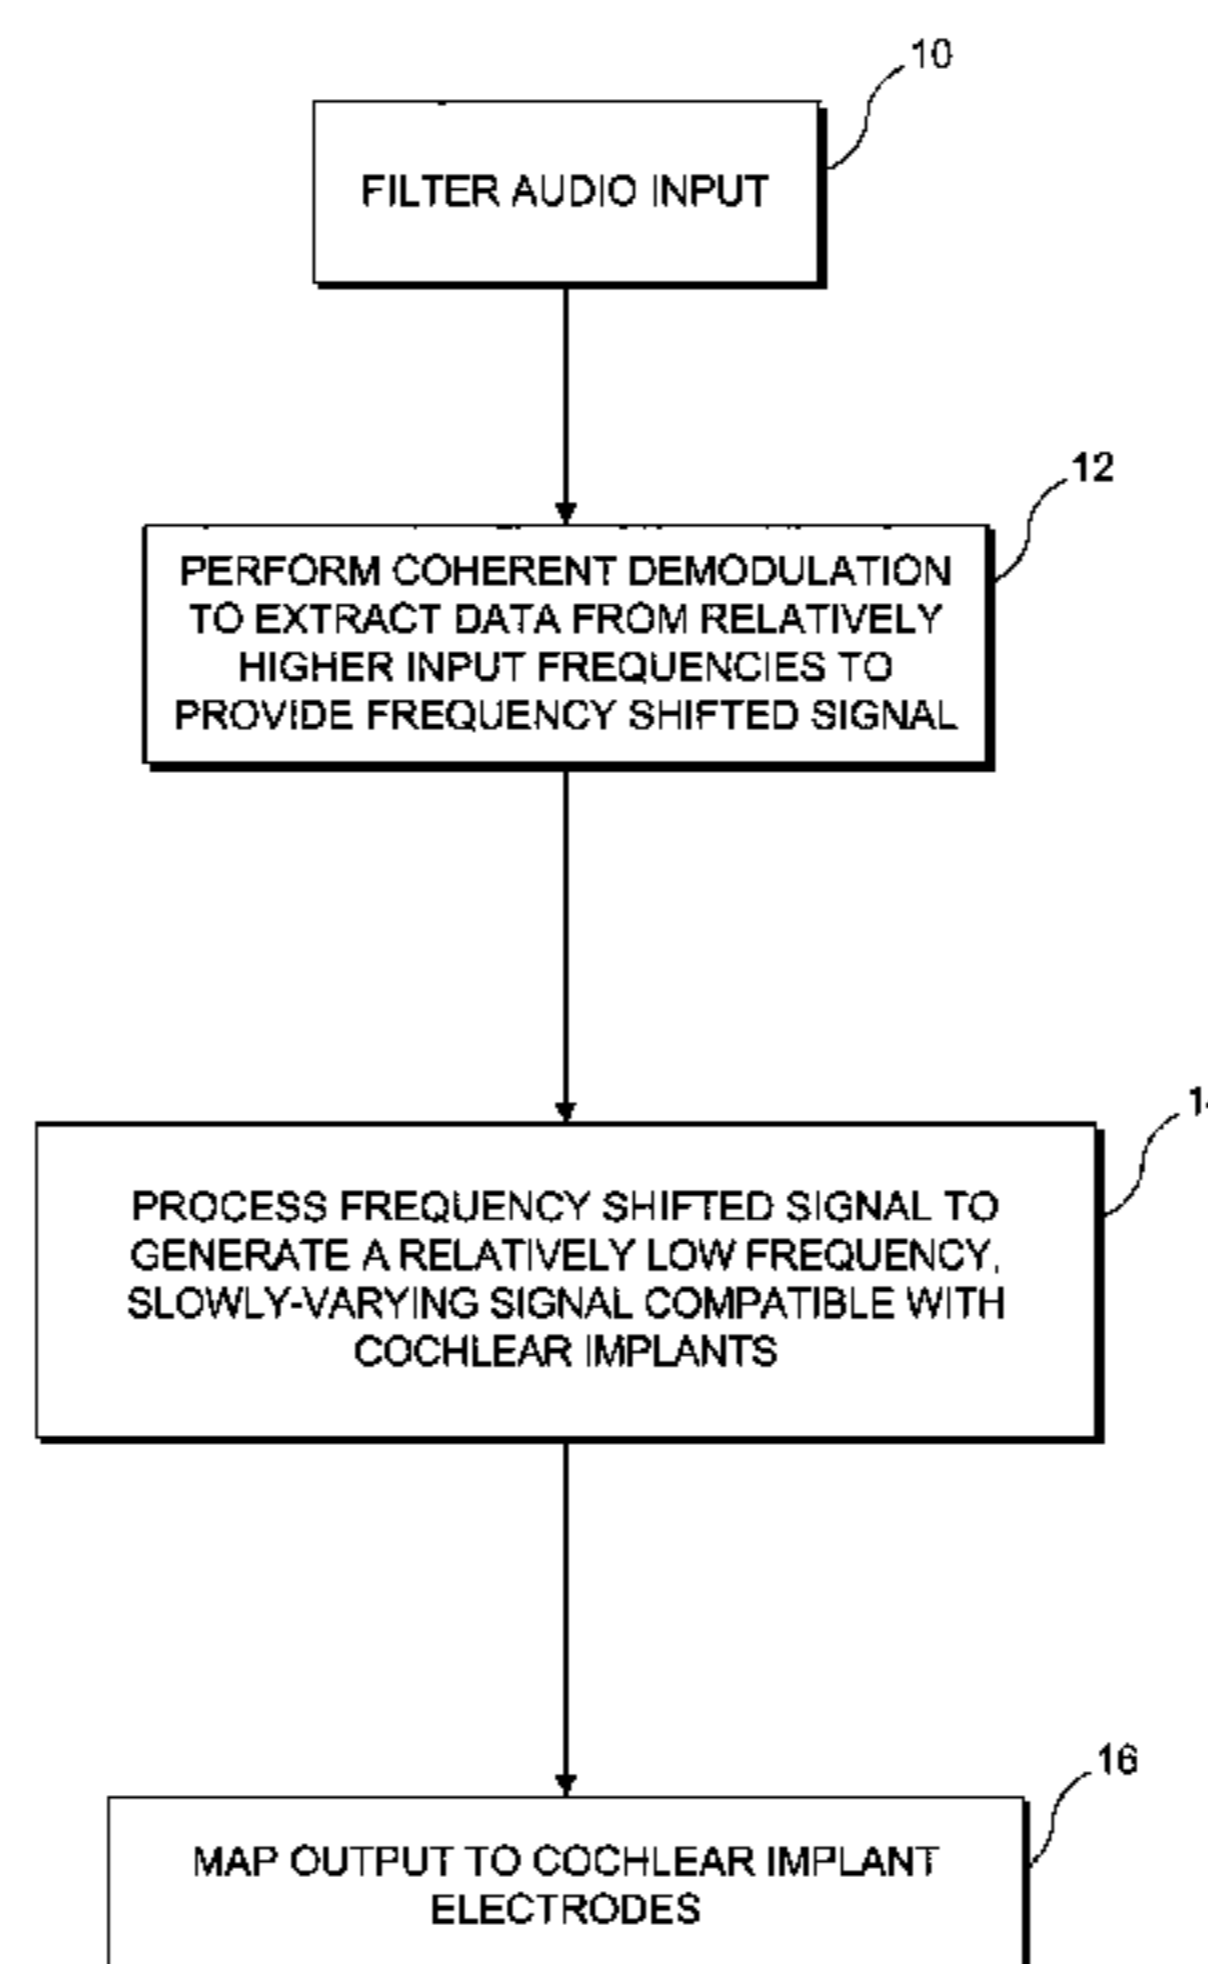 10
FILTER AUDIO INPUT
12
PERFORM COHERENT DEMODULATION
TO EXTRACT DATA FROM RELATIVELY
HIGHER INPUT FREQUENCIES TO
PROVIDE FREQUENCY SHIFTED SIGNAL
PROCESS FREQUENCY SHIFTED SIGNAL TO
GENERATE A RELATIVELY LOW FREQUENCY,
SLOWLY-VARYING SIGNAL COMPATIBLE WITH
COCHLEAR IMPLANTS
16
MAP OUTPUT TO COCHLEAR IMPLANT
ELECTRODES